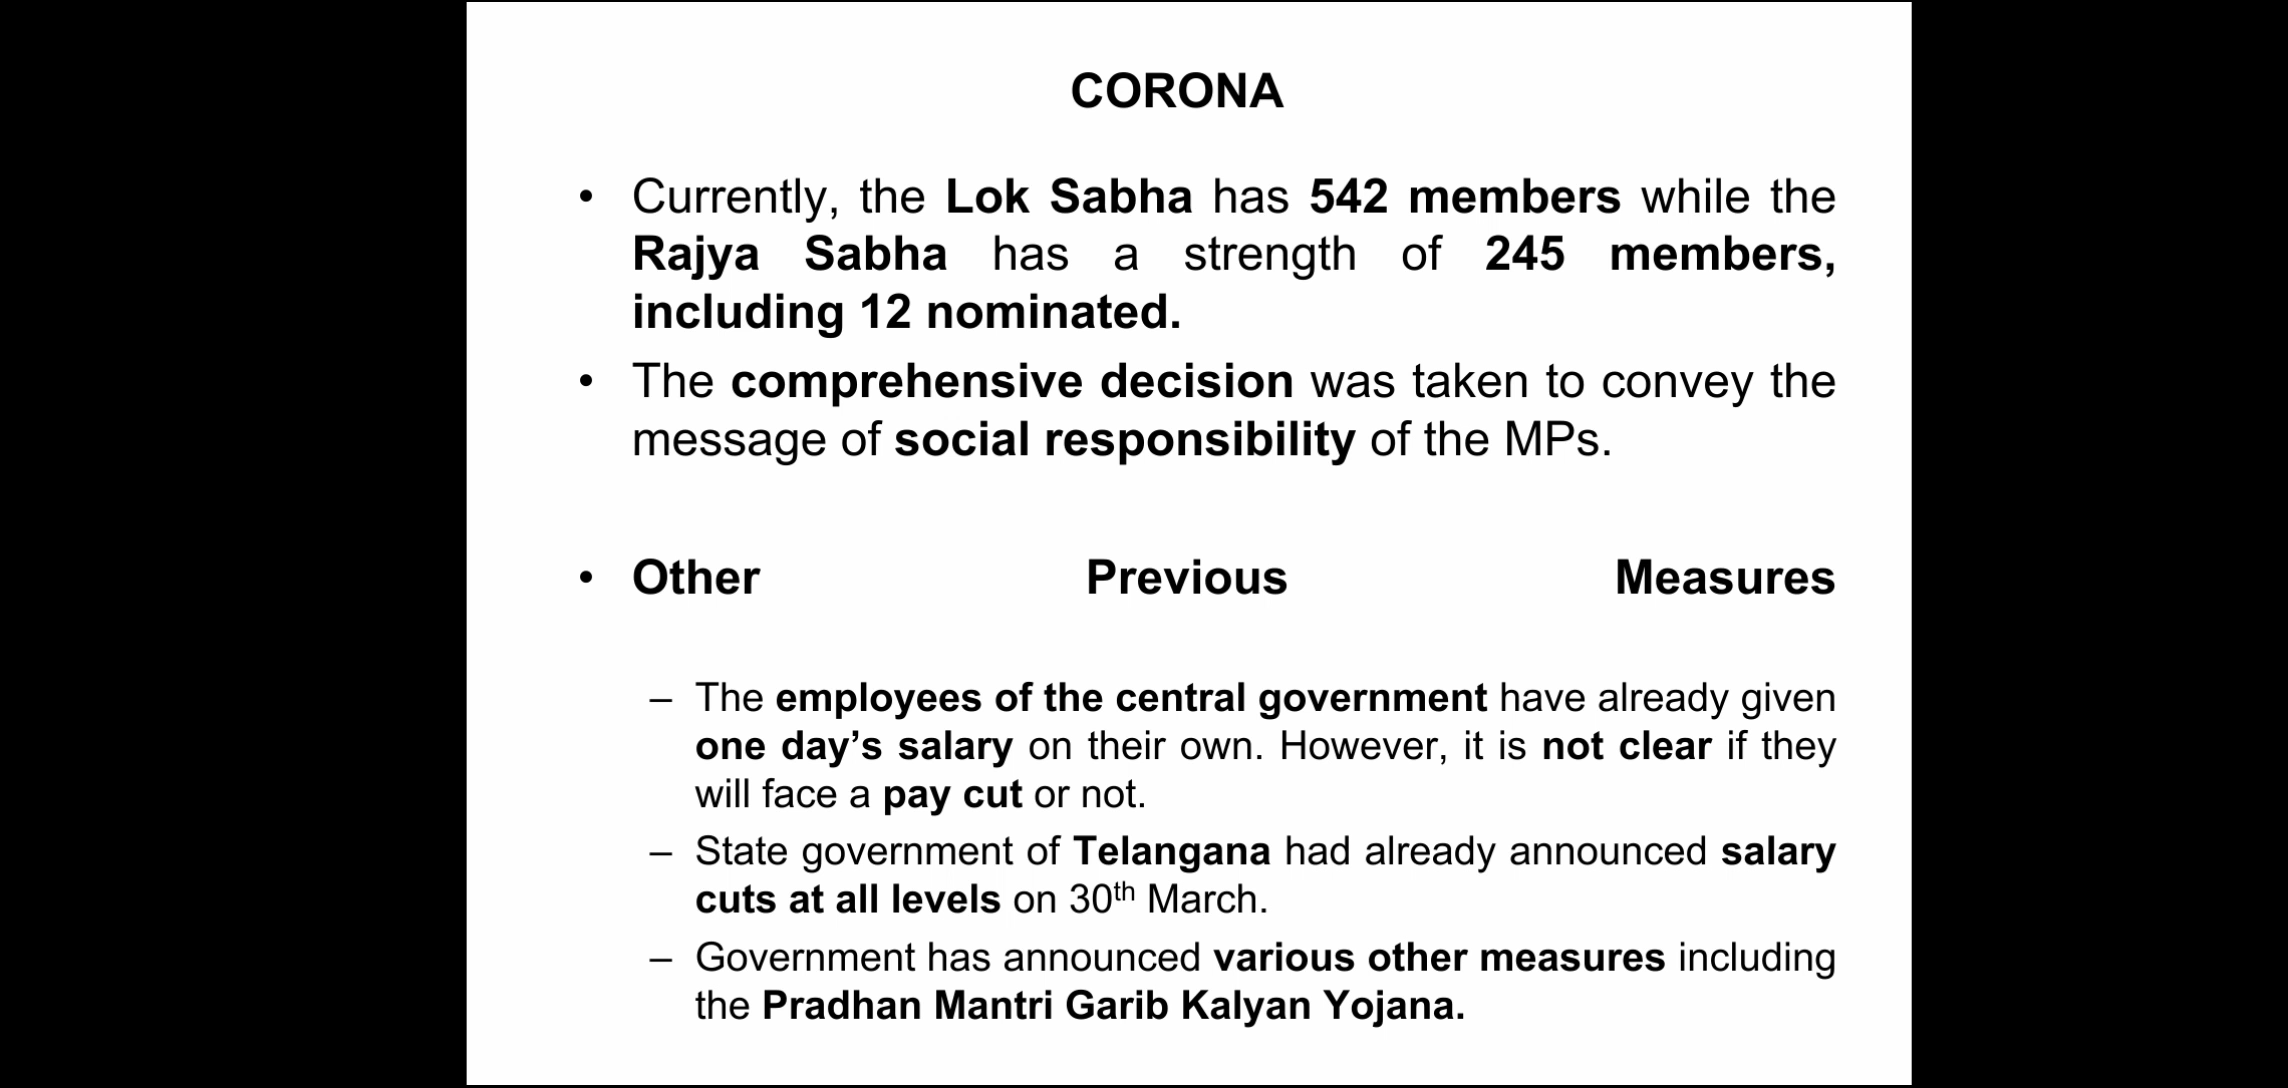 CORONA
• Currently, the Lok Sabha has 542 members while the
Rajya Sabha has a strength of 245 members,
including 12 nominated.
• The comprehensive decision was taken to convey the
message of social responsibility of the MPs.
• Other Previous Measures
– The employees of the central government have already given
one day’s salary on their own. However, it is not clear if they
will face a pay cut or not.
– State government of Telangana had already announced salary
cuts at all levels on 30th March.
– Government has announced various other measures including
the Pradhan Mantri Garib Kalyan Yojana.